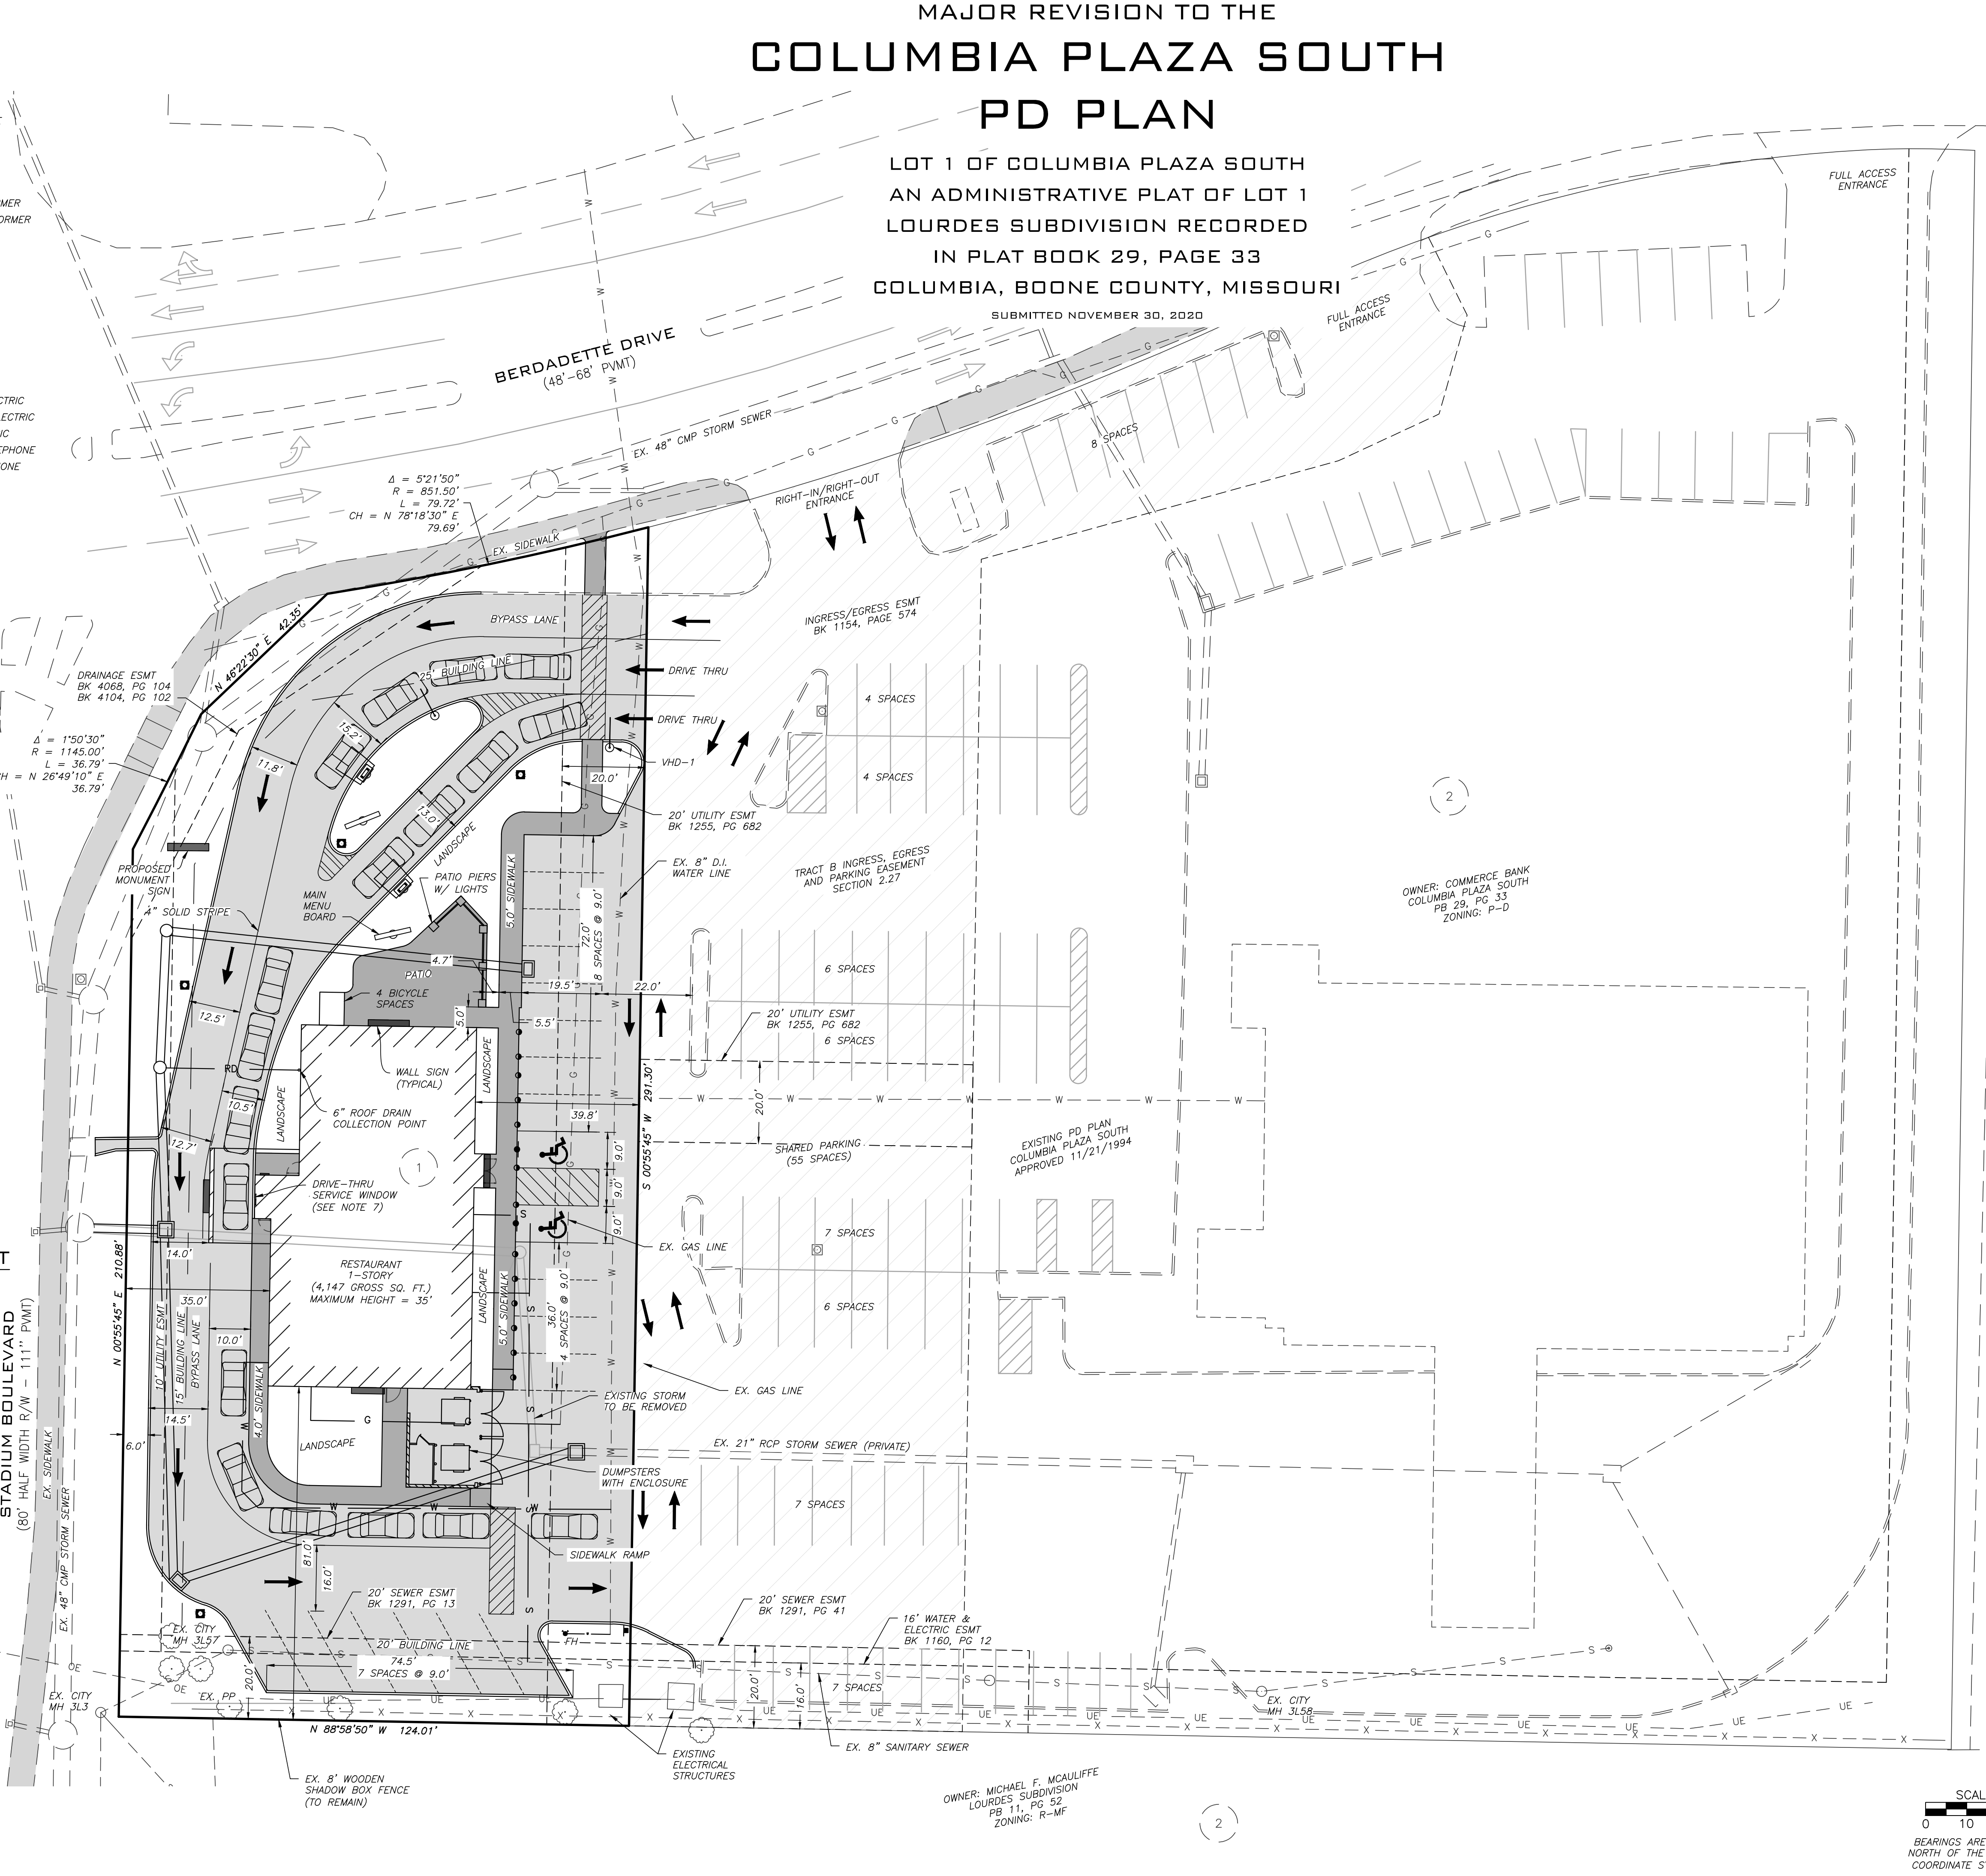 MAJOR REVISION TO THE
COLUMBIA PLAZA SOUTH
PD PLAN
LOT 1 OF COLUMBIA PLAZA SOUTH
AN ADMINISTRATIVE PLAT OF LOT 1
LOURDES SUBDIVISION RECORDED
IN PLAT BOOK 29, PAGE 33
COLUMBIA, BOONE COUNTY, MISSOURI
SUBMITTED NOVEMBER 30, 2020
FULL ACCESS
ENTRANCE
FULL ACCESS
ENTRANCE
BERDADETTE DRIVE
(48'-68' PVMT)
EX. 48" CMP STORM SEWER
8 SPACES
Δ = 5°21'50"
R = 851.50'
L = 79.72'
CH = N 78°18'30" E
79.69'
RIGHT-IN/RIGHT-OUT
ENTRANCE
EX. SIDEWALK
N 46°22'30" E 42.35'
BYPASS LANE
INGRESS/EGRESS ESMT
BK 1154, PAGE 574
25' BUILDING LINE
DRIVE THRU
DRIVE THRU
DRAINAGE ESMT
BK 4068, PG 104
BK 4104, PG 102
Δ = 1°50'30"
R = 1145.00'
L = 36.79'
CH = N 26°49'10" E
36.79'
15.2'
11.8'
13.0'
20.0'
VHD-1
4 SPACES
4 SPACES
20' UTILITY ESMT
BK 1255, PG 682
LANDSCAPE
EX. 8" D.I.
WATER LINE
TRACT B INGRESS, EGRESS
AND PARKING EASEMENT
SECTION 2.27
2
OWNER: COMMERCE BANK
COLUMBIA PLAZA SOUTH
PB 29, PG 33
ZONING: P-D
PROPOSED
MONUMENT
SIGN
MAIN
MENU
BOARD
PATIO PIERS
W/ LIGHTS
5.0' SIDEWALK
72.0'
8 SPACES @ 9.0'
4" SOLID STRIPE
PATIO
4.7'
4 BICYCLE
SPACES
19.5'
22.0'
5.0'
5.5'
12.5'
6 SPACES
6 SPACES
20' UTILITY ESMT
BK 1255, PG 682
WALL SIGN
(TYPICAL)
LANDSCAPE
RD
10.5'
LANDSCAPE
6" ROOF DRAIN
COLLECTION POINT
39.8'
S 00°55'45" W 291.30'
20.0'
12.7'
SHARED PARKING
(55 SPACES)
EXISTING PD PLAN
COLUMBIA PLAZA SOUTH
APPROVED 11/21/1994
1
9.0'
9.0'
9.0'
DRIVE-THRU
SERVICE WINDOW
(SEE NOTE 7)
EX. GAS LINE
7 SPACES
6 SPACES
14.0'
RESTAURANT
1-STORY
(4,147 GROSS SQ. FT.)
MAXIMUM HEIGHT = 35'
LANDSCAPE
5.0' SIDEWALK
36.0'
4 SPACES @ 9.0'
N 00°55'45" E 210.88'
35.0'
10' UTILITY ESMT
15' BUILDING LINE
BYPASS LANE
10.0'
4.0' SIDEWALK
STADIUM BOULEVARD
(80' HALF WIDTH R/W - 111" PVMT)
EX. SIDEWALK
EX. 48" CMP STORM SEWER
EX. GAS LINE
EXISTING STORM
TO BE REMOVED
14.5'
6.0'
LANDSCAPE
EX. 21" RCP STORM SEWER (PRIVATE)
DUMPSTERS
WITH ENCLOSURE
7 SPACES
81.0'
16.0'
SIDEWALK RAMP
20' SEWER ESMT
BK 1291, PG 13
20' SEWER ESMT
BK 1291, PG 41
16' WATER &
ELECTRIC ESMT
BK 1160, PG 12
EX. CITY
MH 3L57
FH
20' BUILDING LINE
74.5'
7 SPACES @ 9.0'
20.0'
20.0'
16.0'
7 SPACES
EX. CITY
MH 3L3
EX. PP
EX. CITY
MH 3L58
N 88°58'50" W 124.01'
EX. 8" SANITARY SEWER
EXISTING
ELECTRICAL
STRUCTURES
EX. 8' WOODEN
SHADOW BOX FENCE
(TO REMAIN)
OWNER: MICHAEL F. MCAULIFFE
LOURDES SUBDIVISION
PB 11, PG 52
ZONING: R-MF
2
SCAL
0 10
BEARINGS ARE
NORTH OF THE
COORDINATE S